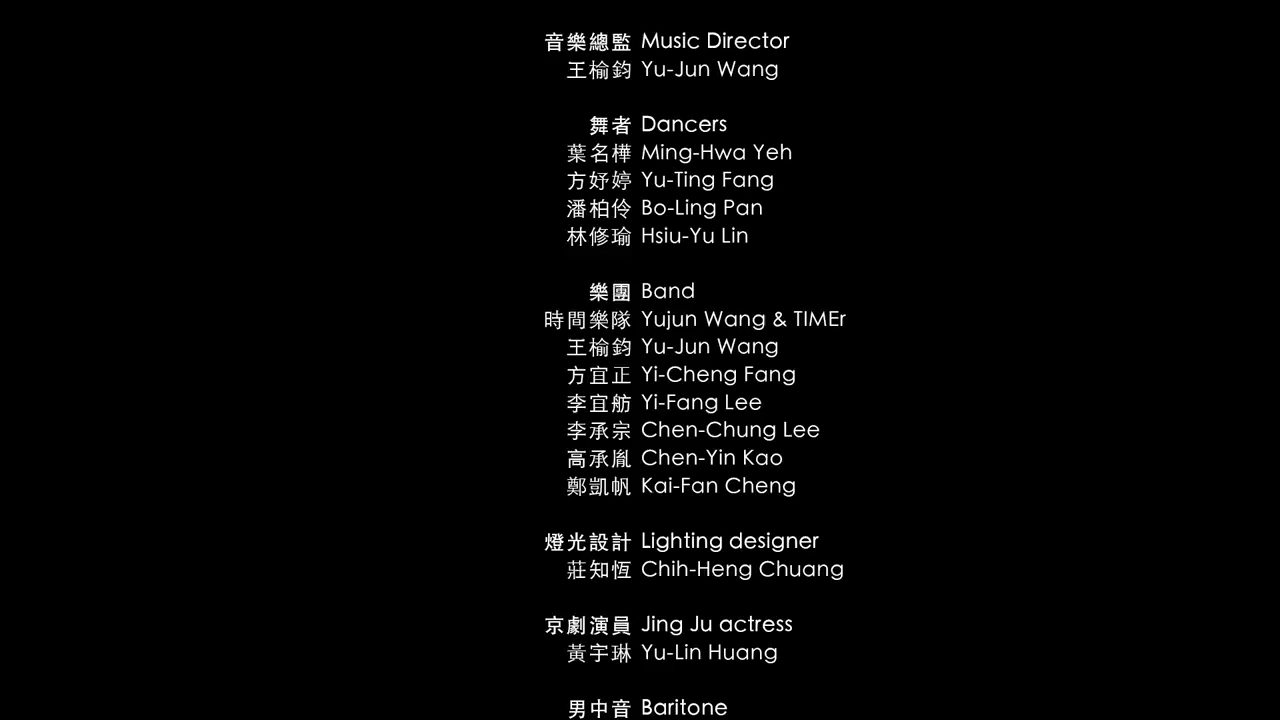 音樂總監 Music Director
王榆鈞 Yu-Jun Wang
舞者 Dancers
葉名樺 Ming-Hwa Yeh
方妤婷 Yu-Ting Fang
潘柏伶 Bo-Ling Pan
林修瑜 Hsiu-Yu Lin
樂團 Band
時間樂隊 Yujun Wang & TIMEr
王榆鈞 Yu-Jun Wang
方宜正 Yi-Cheng Fang
李宜舫 Yi-Fang Lee
李承宗 Chen-Chung Lee
高承胤 Chen-Yin Kao
鄭凱帆 Kai-Fan Cheng
燈光設計 Lighting designer
莊知恆 Chih-Heng Chuang
京劇演員 Jing Ju actress
黃宇琳 Yu-Lin Huang
男中音 Baritone